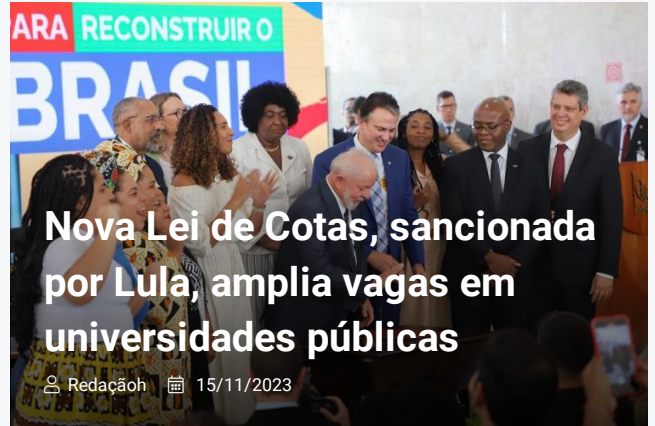 ARA RECONSTRUIR O
BRASIL
Nova Lei de Cotas, sancionada
por Lula, amplia vagas em
universidades públicas
Redaçãoh 15/11/2023